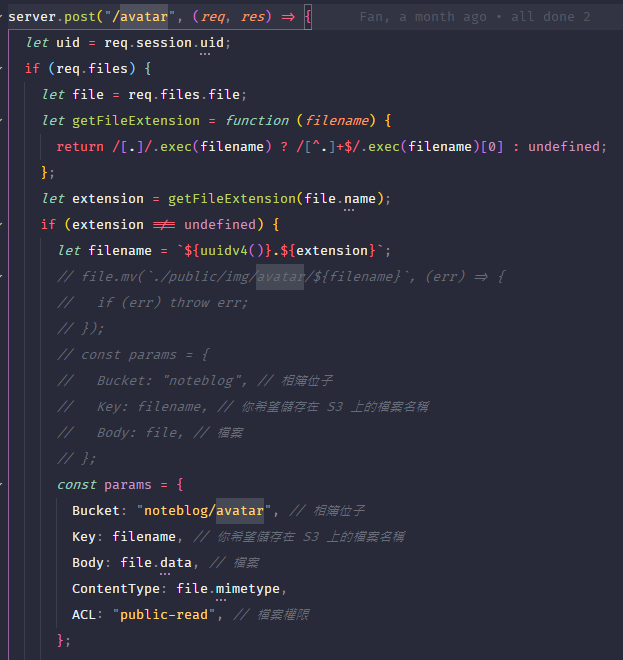 server.post("/avatar", (req, res) => { Fan, a month ago • all done 2
let uid = req.session.uid;
if (req.files) {
let file = req.files.file;
let getFileExtension = function (filename) {
return /[.]/.exec(filename) ? /[^.]+$/.exec(filename)[0] : undefined;
};
let extension = getFileExtension(file.name);
if (extension !== undefined) {
let filename = `${uuidv4()}.${extension}`;
// file.mv(`./public/img/avatar/${filename}`, (err) => {
//   if (err) throw err;
// });
// const params = {
//   Bucket: "noteblog", // 相簿位子
//   Key: filename, // 你希望儲存在 S3 上的檔案名稱
//   Body: file, // 檔案
// };
const params = {
Bucket: "noteblog/avatar", // 相簿位子
Key: filename, // 你希望儲存在 S3 上的檔案名稱
Body: file.data, // 檔案
ContentType: file.mimetype,
ACL: "public-read", // 檔案權限
};